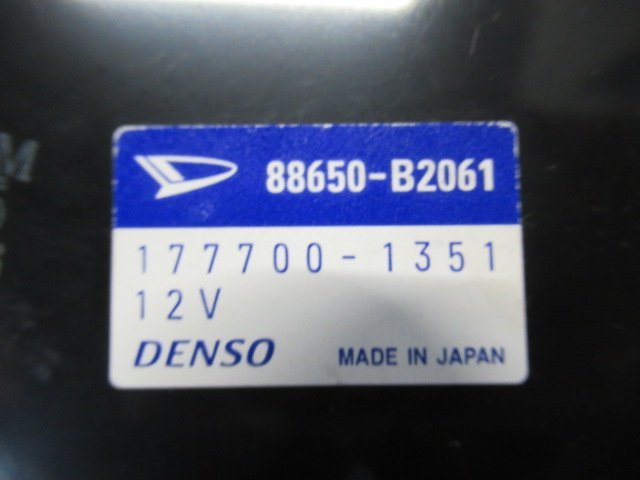 88650-B2061
177700-1351
12V
DENSO MADE IN JAPAN
M